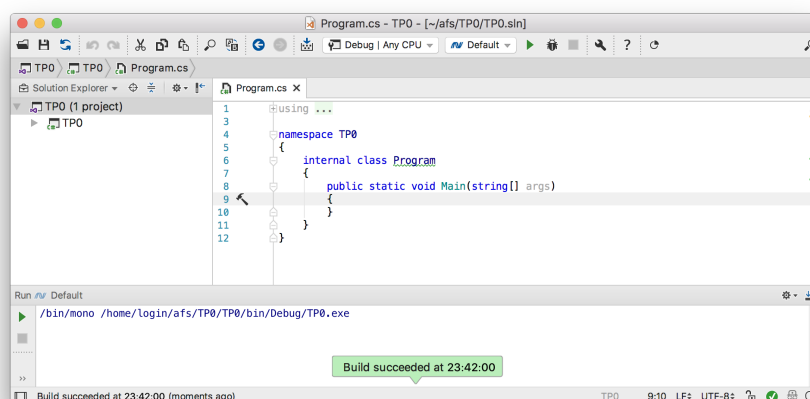 Program.cs - TP0 - [~/afs/TP0/TP0.sln]
Debug | Any CPU Default ?
TP0 TP0 Program.cs
Solution Explorer
Program.cs
TP0 (1 project)
TP0
1 using ...
3
4 namespace TP0
5 {
6 internal class Program
7 {
8 public static void Main(string[] args)
9 {
10 }
11 }
12 }
Run Default
/bin/mono /home/login/afs/TP0/TP0/bin/Debug/TP0.exe
Build succeeded at 23:42:00
Build succeeded at 23:42:00 (moments ago) TP0 9:10 LF UTF-8